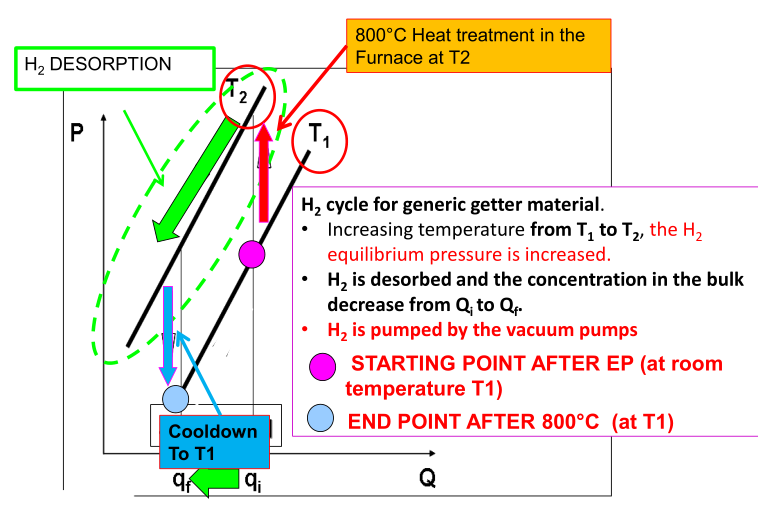 800°C Heat treatment in the
Furnace at T2
H₂ DESORPTION
T₂
P
T₁
H₂ cycle for generic getter material.
• Increasing temperature from T₁ to T₂, the H₂
equilibrium pressure is increased.
• H₂ is desorbed and the concentration in the bulk
decrease from Qᵢ to Q_f.
• H₂ is pumped by the vacuum pumps
STARTING POINT AFTER EP (at room
temperature T1)
END POINT AFTER 800°C (at T1)
Cooldown
To T1
q_f qᵢ Q